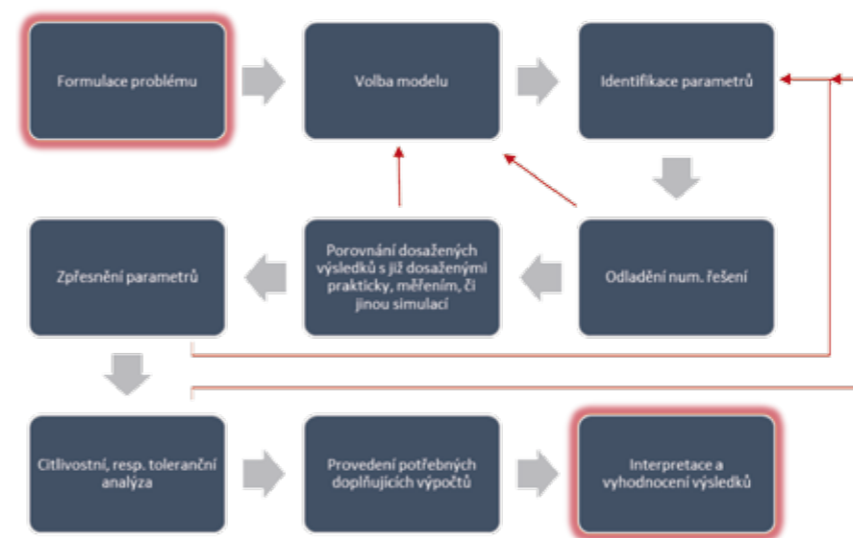 Formulace problému
Volba modelu
Identifikace parametrů
Zpřesnění parametrů
Porovnání dosažených
výsledků s již dosaženými
prakticky, měřením, či
jinou simulací
Odladění num. řešení
Citlivostní, resp. toleranční
analýza
Provedení potřebných
doplňujících výpočtů
Interpretace a
vyhodnocení výsledků